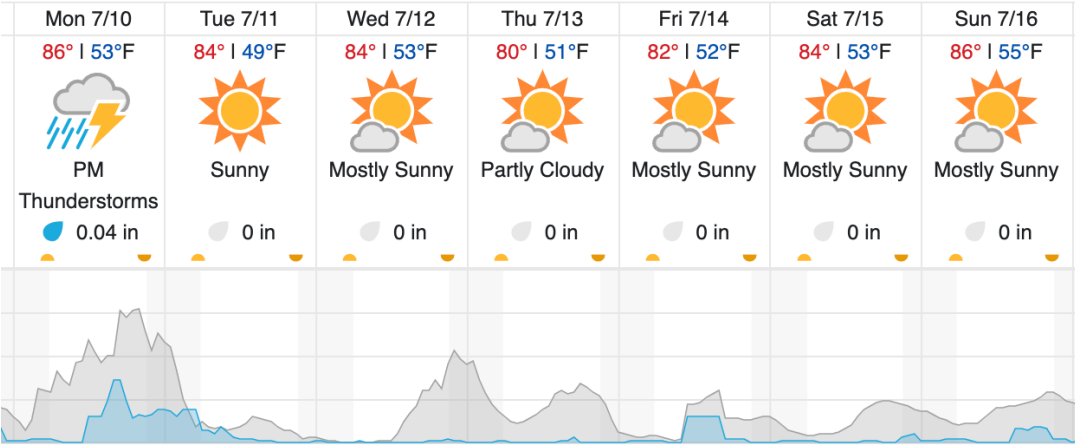 Mon 7/10 Tue 7/11 Wed 7/12 Thu 7/13 Fri 7/14 Sat 7/15 Sun 7/16
86° | 53°F 84° | 49°F 84° | 53°F 80° | 51°F 82° | 52°F 84° | 53°F 86° | 55°F
PM Sunny Mostly Sunny Partly Cloudy Mostly Sunny Mostly Sunny Mostly Sunny
Thunderstorms
0.04 in 0 in 0 in 0 in 0 in 0 in 0 in